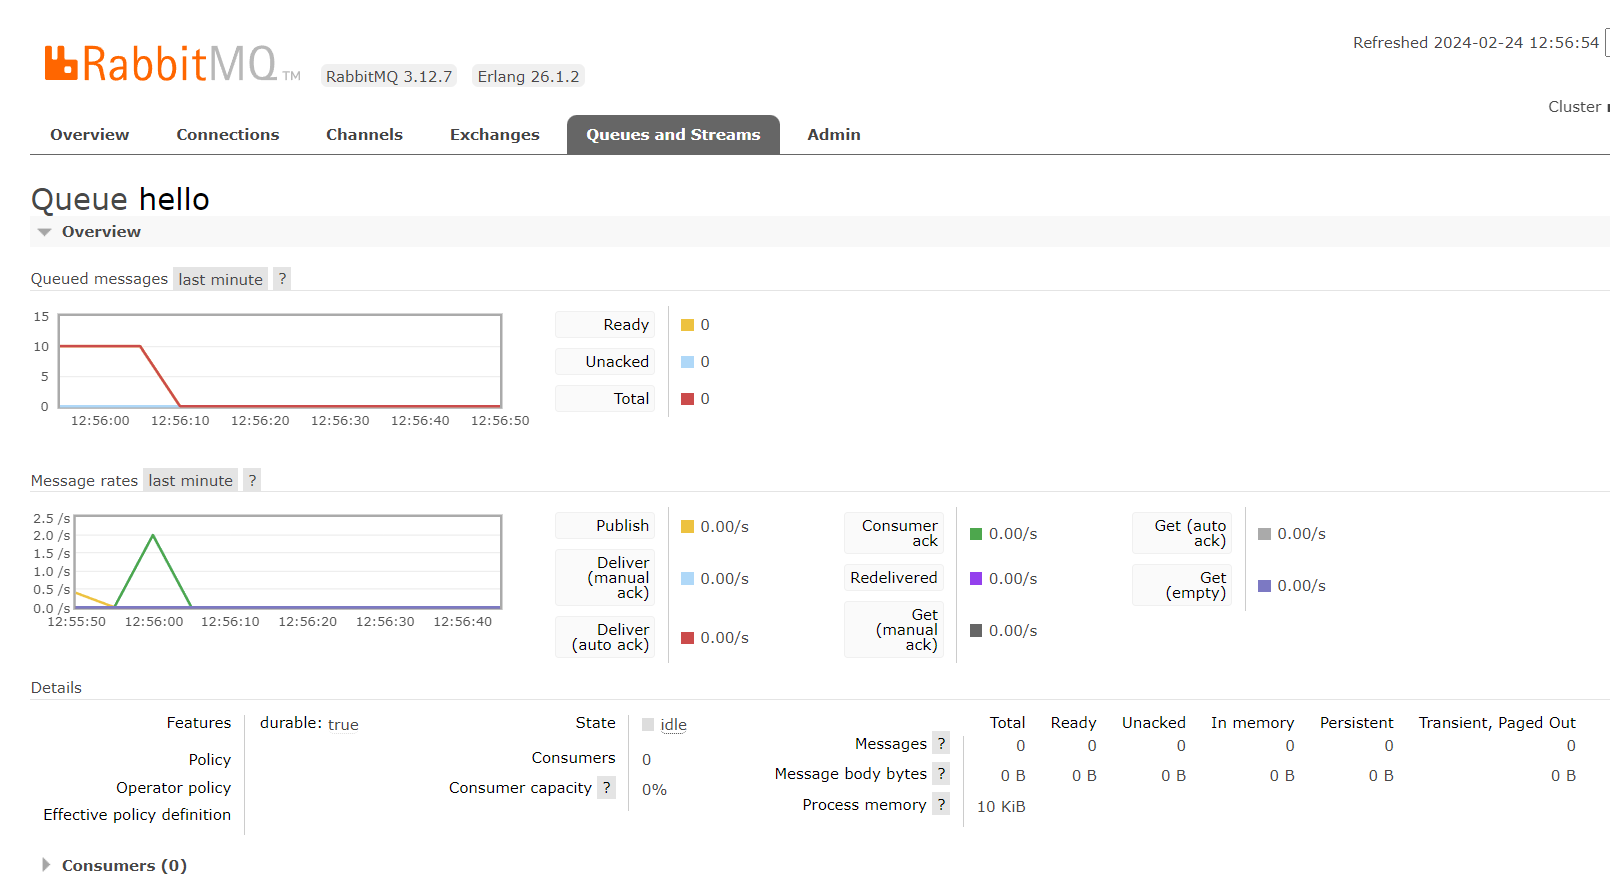 Refreshed 2024-02-24 12:56:54
RabbitMQ TM RabbitMQ 3.12.7 Erlang 26.1.2
Cluster
Overview Connections Channels Exchanges Queues and Streams Admin
Queue hello
Overview
Queued messages last minute ?
15
10
5
0
12:56:00 12:56:10 12:56:20 12:56:30 12:56:40 12:56:50
Ready 0
Unacked 0
Total 0
Message rates last minute ?
2.5 /s
2.0 /s
1.5 /s
1.0 /s
0.5 /s
0.0 /s
12:55:50 12:56:00 12:56:10 12:56:20 12:56:30 12:56:40
Publish 0.00/s
Deliver
(manual 0.00/s
ack)
Deliver 0.00/s
(auto ack)
Consumer 0.00/s
ack
Redelivered 0.00/s
Get
(manual 0.00/s
ack)
Get (auto 0.00/s
ack)
Get 0.00/s
(empty)
Details
Features durable: true
Policy
Operator policy
Effective policy definition
State idle
Consumers 0
Consumer capacity ? 0%
Total Ready Unacked In memory Persistent Transient, Paged Out
Messages ? 0 0 0 0 0 0
Message body bytes ? 0 B 0 B 0 B 0 B 0 B 0 B
Process memory ? 10 KiB
Consumers (0)